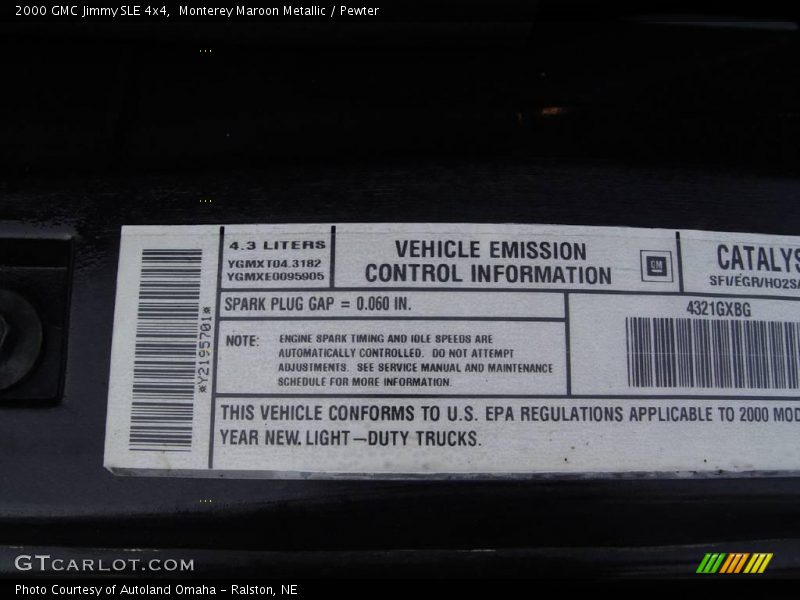 2000 GMC Jimmy SLE 4x4, Monterey Maroon Metallic / Pewter
4.3 LITERS
YGMXT04.3182
YGMXE0095905
VEHICLE EMISSION
CONTROL INFORMATION
GM
CATALYS
SFI/EGR/HO2S/
SPARK PLUG GAP = 0.060 IN.
4321GXBG
*Y2195701*
NOTE: ENGINE SPARK TIMING AND IDLE SPEEDS ARE
AUTOMATICALLY CONTROLLED. DO NOT ATTEMPT
ADJUSTMENTS. SEE SERVICE MANUAL AND MAINTENANCE
SCHEDULE FOR MORE INFORMATION.
THIS VEHICLE CONFORMS TO U.S. EPA REGULATIONS APPLICABLE TO 2000 MOD
YEAR NEW LIGHT-DUTY TRUCKS.
GTCARLOT.COM
Photo Courtesy of Autoland Omaha - Ralston, NE